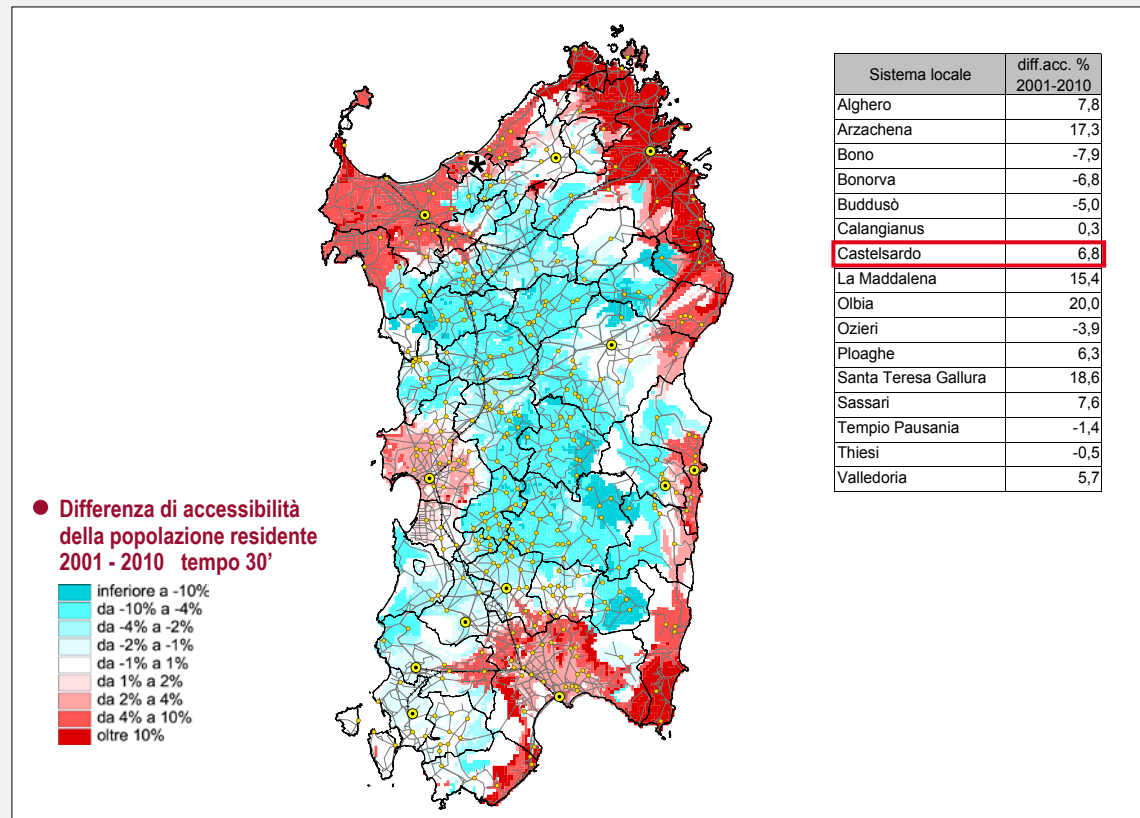 Sistema locale diff.acc. % 2001-2010
Alghero 7,8
Arzachena 17,3
Bono -7,9
Bonorva -6,8
Buddusò -5,0
Calangianus 0,3
Castelsardo 6,8
La Maddalena 15,4
Olbia 20,0
Ozieri -3,9
Ploaghe 6,3
Santa Teresa Gallura 18,6
Sassari 7,6
Tempio Pausania -1,4
Thiesi -0,5
Valledoria 5,7
*
Differenza di accessibilità
della popolazione residente
2001 - 2010 tempo 30'
inferiore a -10%
da -10% a -4%
da -4% a -2%
da -2% a -1%
da -1% a 1%
da 1% a 2%
da 2% a 4%
da 4% a 10%
oltre 10%